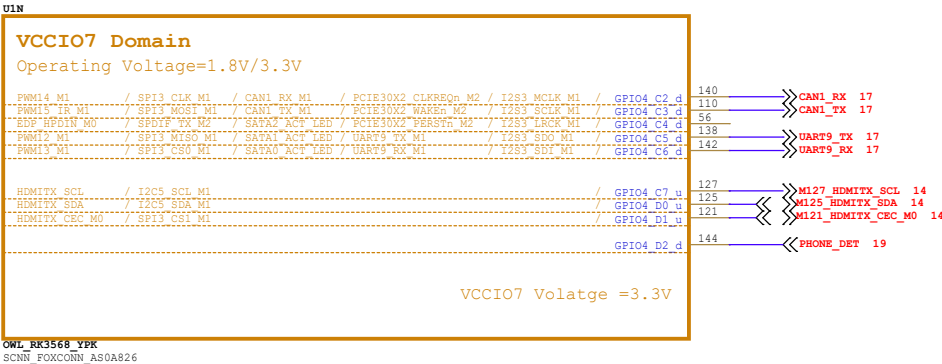 U1N
VCCIO7 Domain
Operating Voltage=1.8V/3.3V
PWM14_M1 / SPI3_CLK_M1 / CAN1_RX_M1 / PCIE30X2_CLKREQn_M2 / I2S3_MCLK_M1 / GPIO4_C2_d 140 CAN1_RX 17
PWM15_IR_M1 / SPI3_MOSI_M1 / CAN1_TX_M1 / PCIE30X2_WAKEn_M2 / I2S3_SCLK_M1 / GPIO4_C3_d 110 CAN1_TX 17
EDP_HPDIN_M0 / SPDIF_TX_M2 / SATA2_ACT_LED / PCIE30X2_PERSTn_M2 / I2S3_LRCK_M1 / GPIO4_C4_d 56
PWM12_M1 / SPI3_MISO_M1 / SATA1_ACT_LED / UART9_TX_M1 / I2S3_SDO_M1 / GPIO4_C5_d 138 UART9_TX 17
PWM13_M1 / SPI3_CS0_M1 / SATA0_ACT_LED / UART9_RX_M1 / I2S3_SDI_M1 / GPIO4_C6_d 142 UART9_RX 17
HDMITX_SCL / I2C5_SCL_M1 / GPIO4_C7_u 127 M127_HDMITX_SCL 14
HDMITX_SDA / I2C5_SDA_M1 / GPIO4_D0_u 125 M125_HDMITX_SDA 14
HDMITX_CEC_M0 / SPI3_CS1_M1 / GPIO4_D1_u 121 M121_HDMITX_CEC_M0 14
GPIO4_D2_d 144 PHONE_DET 19
VCCIO7 Volatge =3.3V
OWL_RK3568_YPK
SCNN_FOXCONN_AS0A826